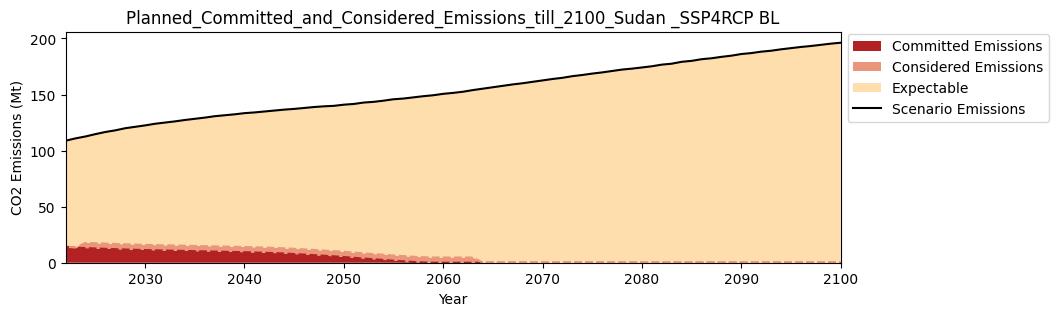 Planned_Committed_and_Considered_Emissions_till_2100_Sudan _SSP4RCP BL
CO2 Emissions (Mt)
200
150
100
50
0
2030 2040 2050 2060 2070 2080 2090 2100
Year
Committed Emissions
Considered Emissions
Expectable
Scenario Emissions